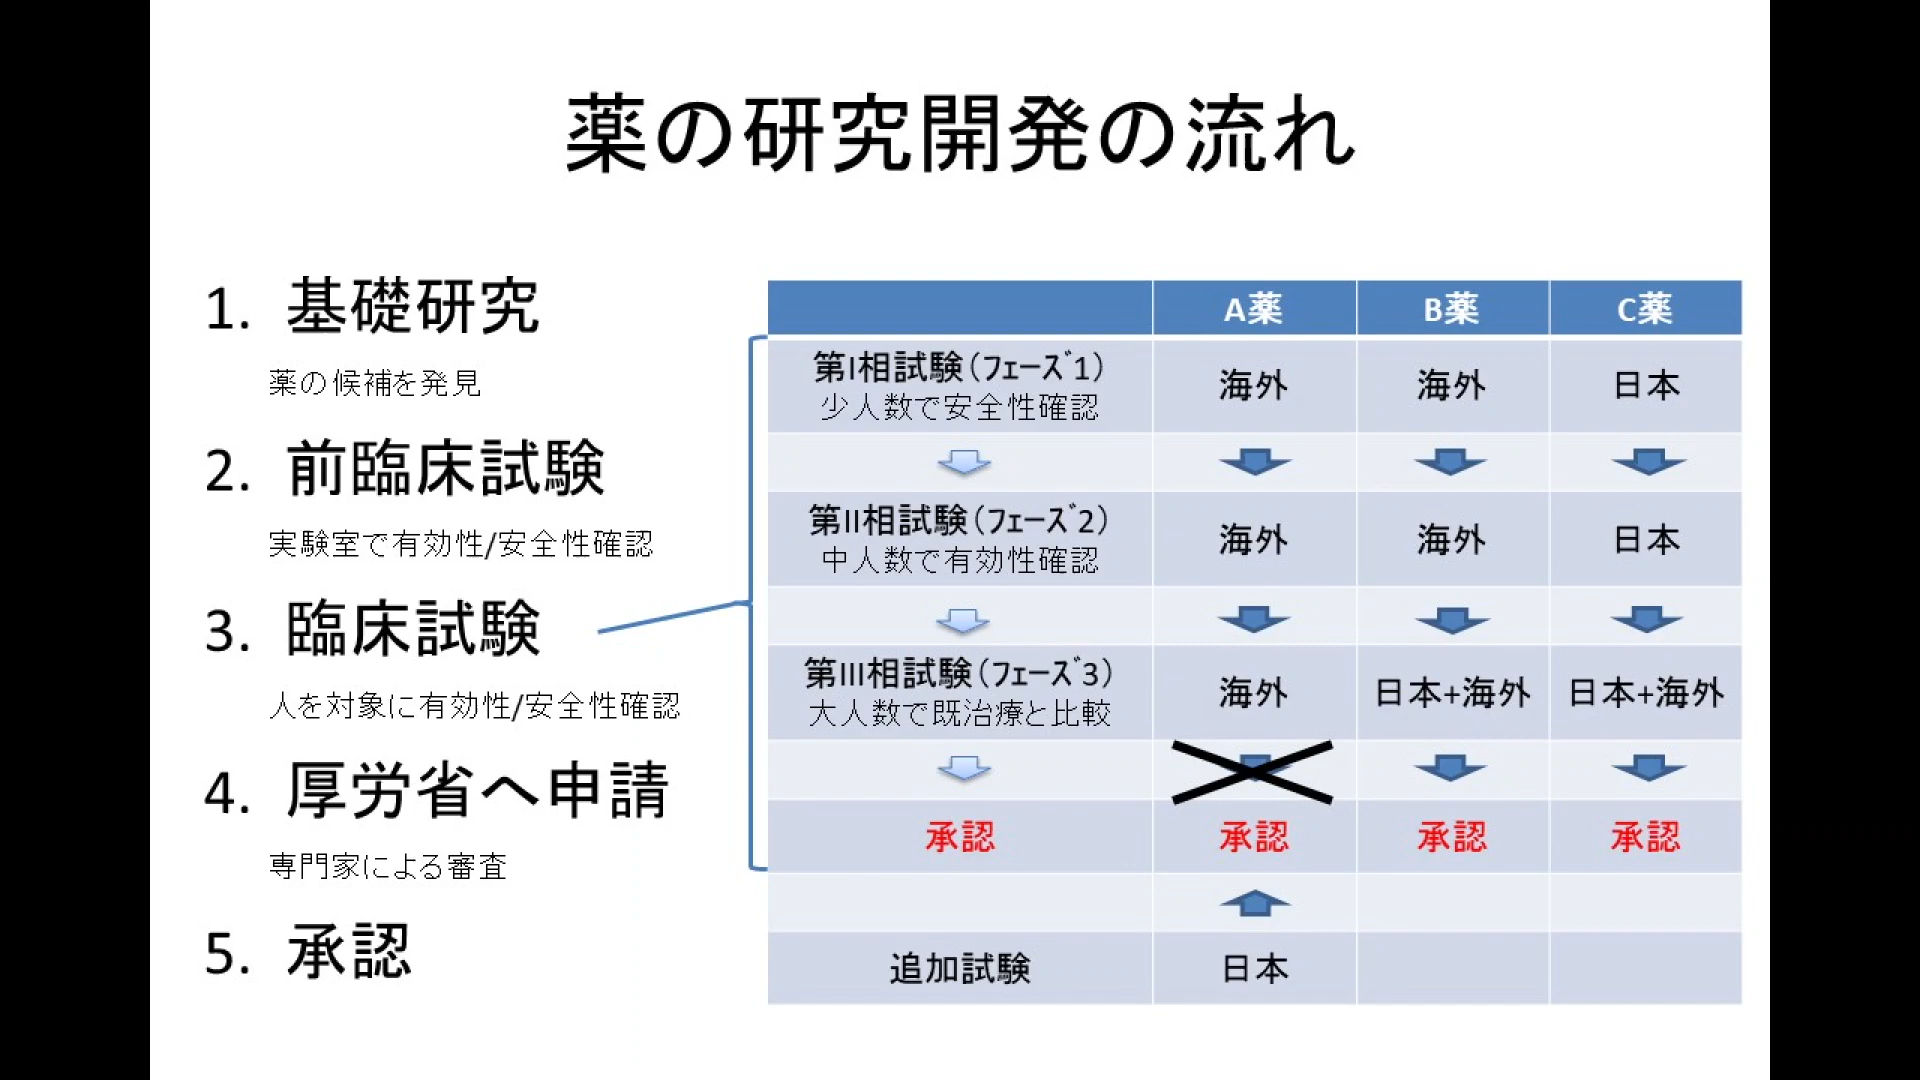 薬の研究開発の流れ
1. 基礎研究
薬の候補を発見
2. 前臨床試験
実験室で有効性/安全性確認
3. 臨床試験
人を対象に有効性/安全性確認
4. 厚労省へ申請
専門家による審査
5. 承認
A薬 B薬 C薬
第I相試験(ﾌｪｰｽﾞ1)
少人数で安全性確認
海外 海外 日本
第II相試験(ﾌｪｰｽﾞ2)
中人数で有効性確認
海外 海外 日本
第III相試験(ﾌｪｰｽﾞ3)
大人数で既治療と比較
海外 日本+海外 日本+海外
承認 承認 承認 承認
追加試験 日本